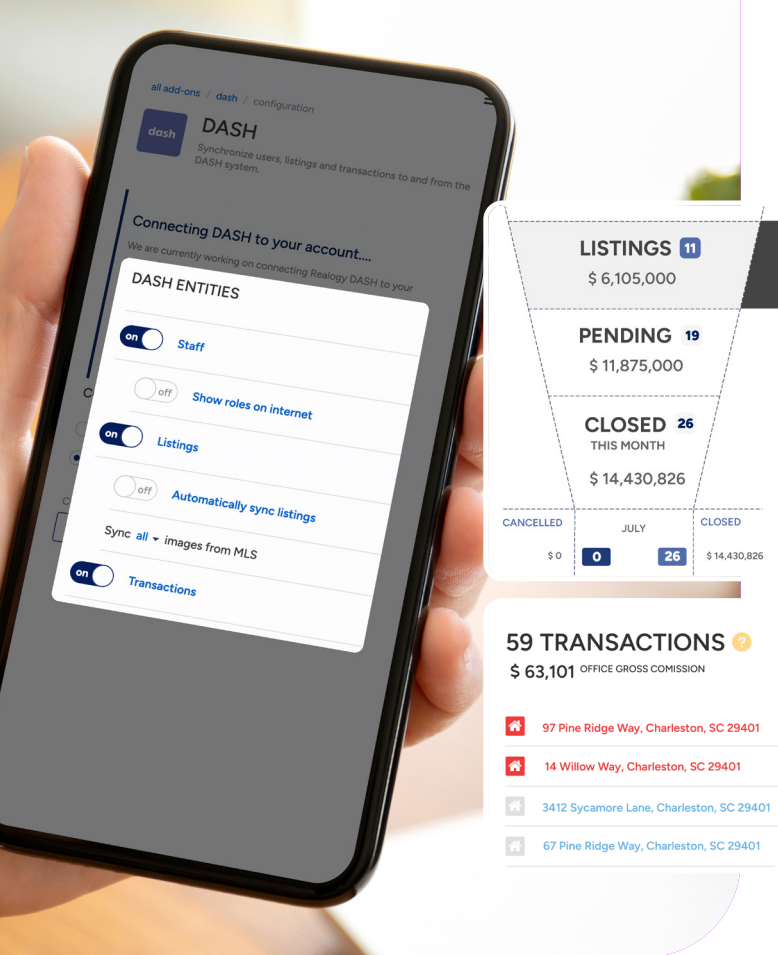 all add-ons / dash / configuration
dash
DASH
Synchronize users, listings and transactions to and from the
DASH system.
Connecting DASH to your account....
We are currently working on connecting Realogy DASH to your
DASH ENTITIES
on Staff
off Show roles on internet
on Listings
off Automatically sync listings
Sync all images from MLS
on Transactions
LISTINGS 11
$ 6,105,000
PENDING 19
$ 11,875,000
CLOSED 26
THIS MONTH
$ 14,430,826
CANCELLED JULY CLOSED
$ 0 0 26 $ 14,430,826
59 TRANSACTIONS ?
$ 63,101 OFFICE GROSS COMISSION
97 Pine Ridge Way, Charleston, SC 29401
14 Willow Way, Charleston, SC 29401
3412 Sycamore Lane, Charleston, SC 29401
67 Pine Ridge Way, Charleston, SC 29401